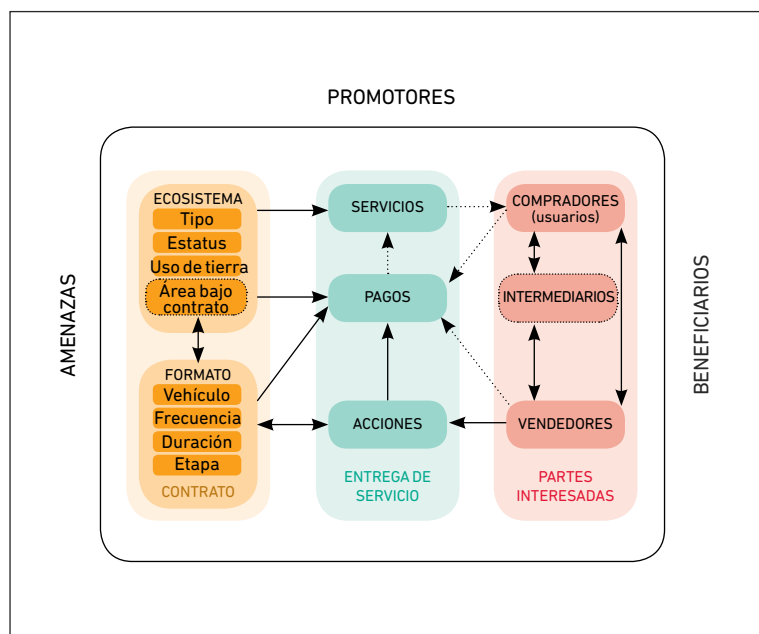 PROMOTORES
AMENAZAS
ECOSISTEMA
Tipo
Estatus
Uso de tierra
Área bajo
contrato
FORMATO
Vehículo
Frecuencia
Duración
Etapa
CONTRATO
SERVICIOS
PAGOS
ACCIONES
ENTREGA DE
SERVICIO
COMPRADORES
(usuarios)
INTERMEDIARIOS
VENDEDORES
PARTES
INTERESADAS
BENEFICIARIOS